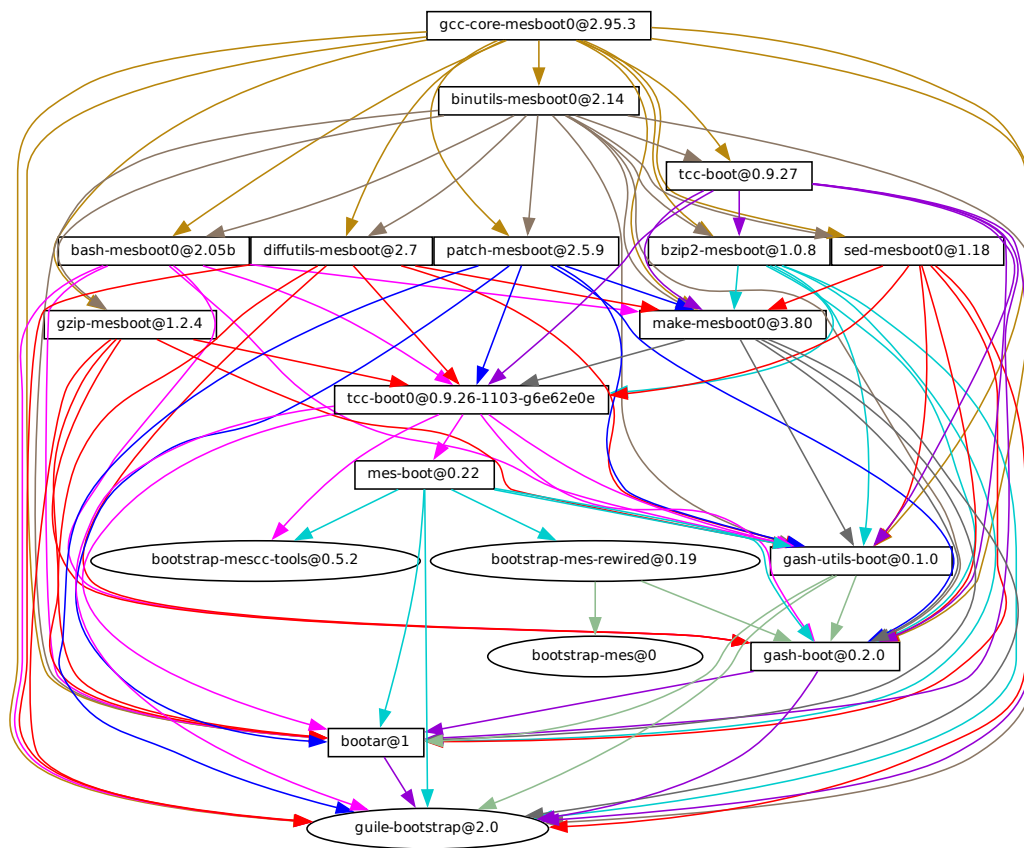 gcc-core-mesboot0@2.95.3
binutils-mesboot0@2.14
tcc-boot@0.9.27
bash-mesboot0@2.05b
diffutils-mesboot@2.7
patch-mesboot@2.5.9
bzip2-mesboot@1.0.8
sed-mesboot0@1.18
gzip-mesboot@1.2.4
make-mesboot0@3.80
tcc-boot0@0.9.26-1103-g6e62e0e
mes-boot@0.22
bootstrap-mescc-tools@0.5.2
bootstrap-mes-rewired@0.19
gash-utils-boot@0.1.0
bootstrap-mes@0
gash-boot@0.2.0
bootar@1
guile-bootstrap@2.0